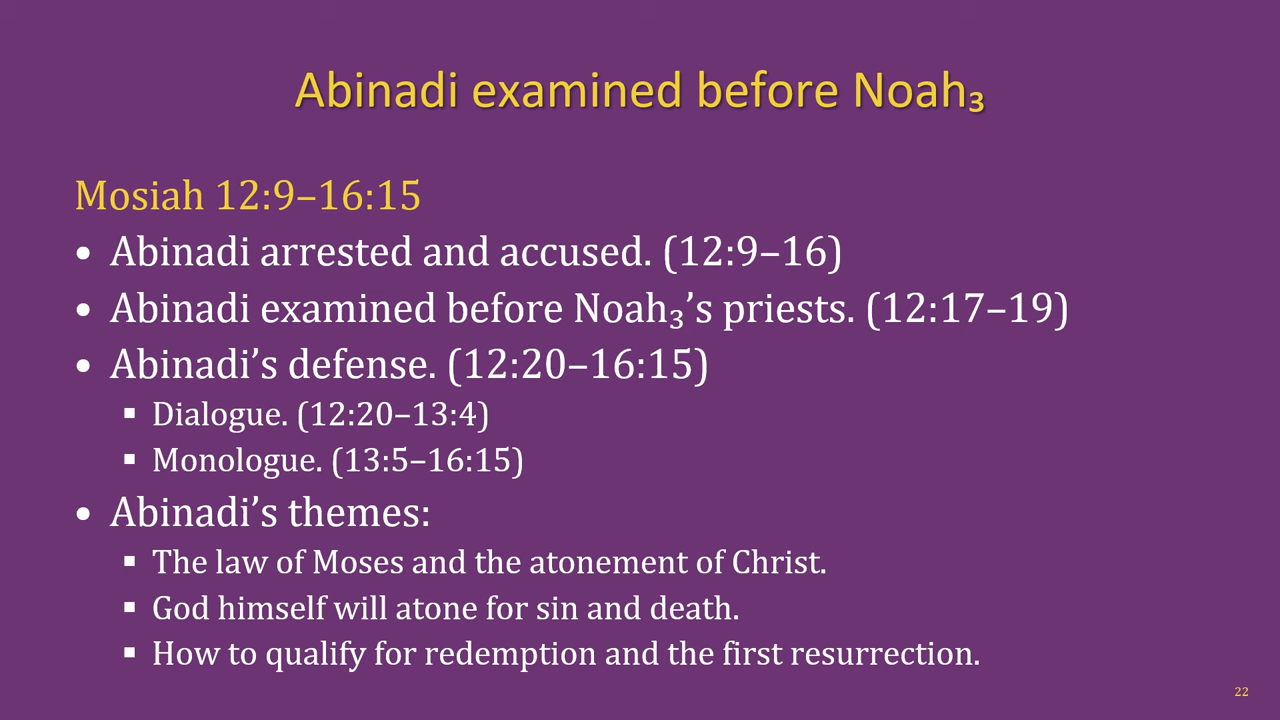 Abinadi examined before Noah₃
Mosiah 12:9–16:15
• Abinadi arrested and accused. (12:9–16)
• Abinadi examined before Noah₃’s priests. (12:17–19)
• Abinadi’s defense. (12:20–16:15)
▪ Dialogue. (12:20–13:4)
▪ Monologue. (13:5–16:15)
• Abinadi’s themes:
▪ The law of Moses and the atonement of Christ.
▪ God himself will atone for sin and death.
▪ How to qualify for redemption and the first resurrection.
22